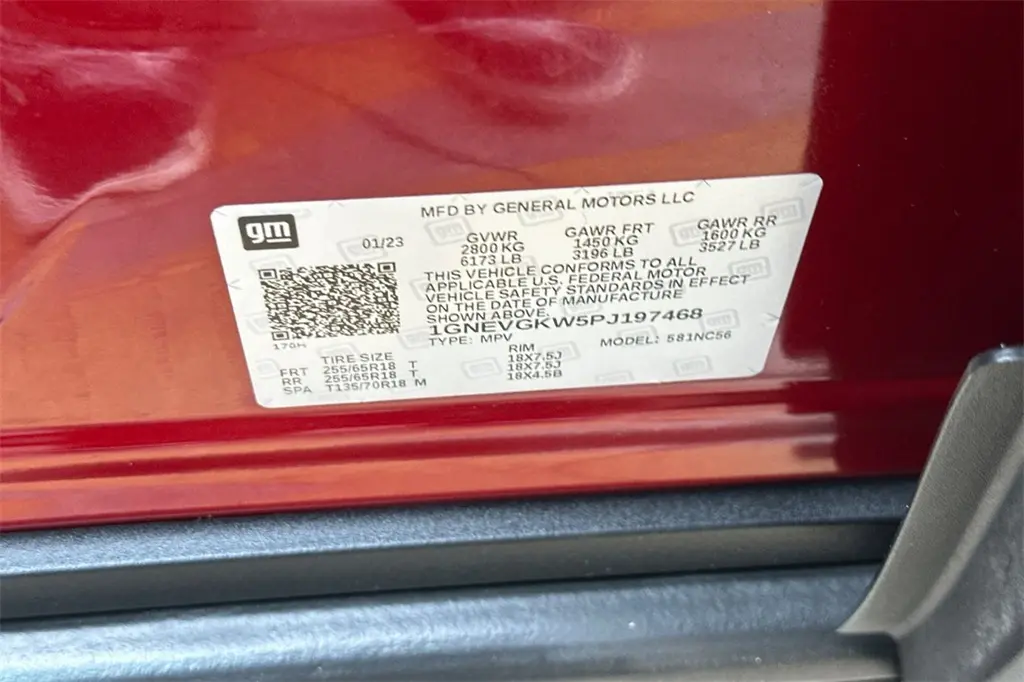 MFD BY GENERAL MOTORS LLC
gm
01/23
GVWR GAWR FRT GAWR RR
2800 KG 1450 KG 1600 KG
6173 LB 3196 LB 3527 LB
THIS VEHICLE CONFORMS TO ALL
APPLICABLE U.S. FEDERAL MOTOR
VEHICLE SAFETY STANDARDS IN EFFECT
ON THE DATE OF MANUFACTURE
SHOWN ABOVE.
1GNEVGKW5PJ197468
170H
TYPE: MPV MODEL: 581NC56
TIRE SIZE RIM
FRT 255/65R18 T 18X7.5J
RR 255/65R18 T 18X7.5J
SPA T135/70R18 M 18X4.5B